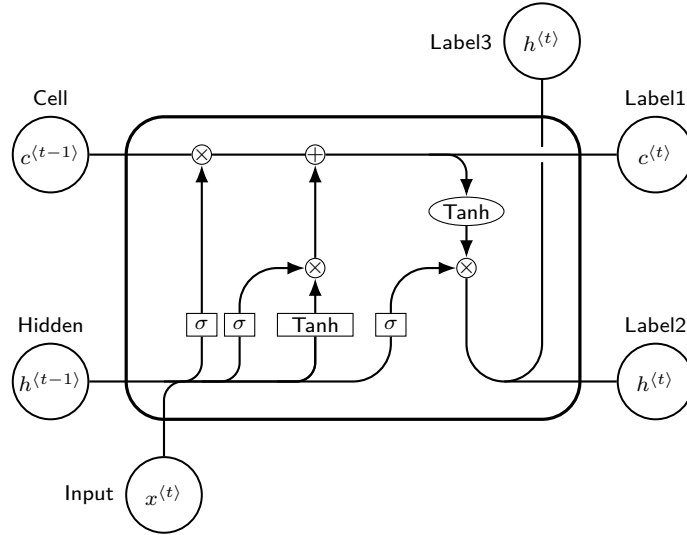 Label3
h⟨t⟩
Cell
Label1
c⟨t−1⟩
×
+
c⟨t⟩
Tanh
×
×
Hidden
σ
σ
Tanh
σ
Label2
h⟨t−1⟩
h⟨t⟩
Input
x⟨t⟩